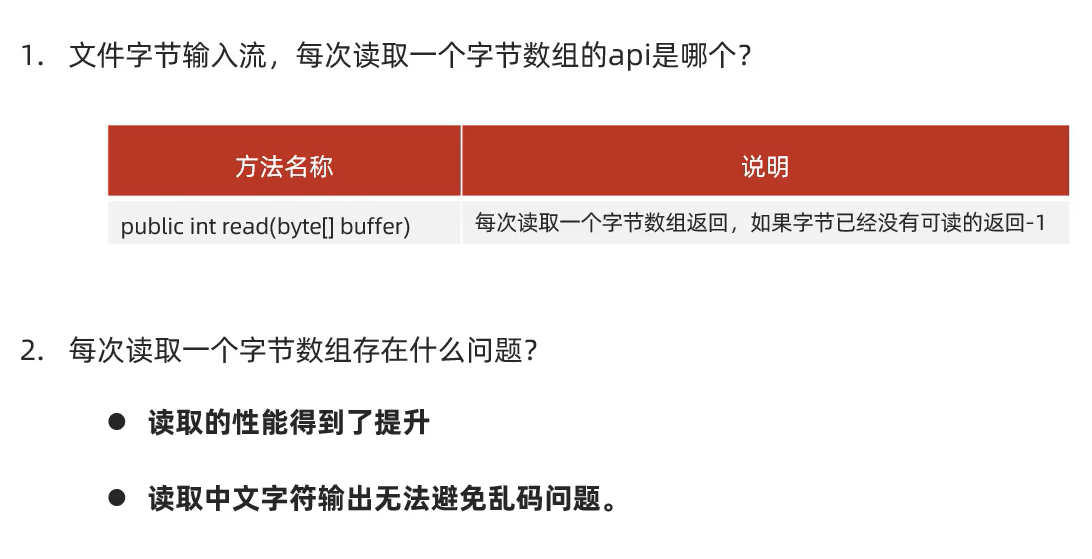 1. 文件字节输入流，每次读取一个字节数组的api是哪个？
方法名称
说明
public int read(byte[] buffer)
每次读取一个字节数组返回，如果字节已经没有可读的返回-1
2. 每次读取一个字节数组存在什么问题？
● 读取的性能得到了提升
● 读取中文字符输出无法避免乱码问题。